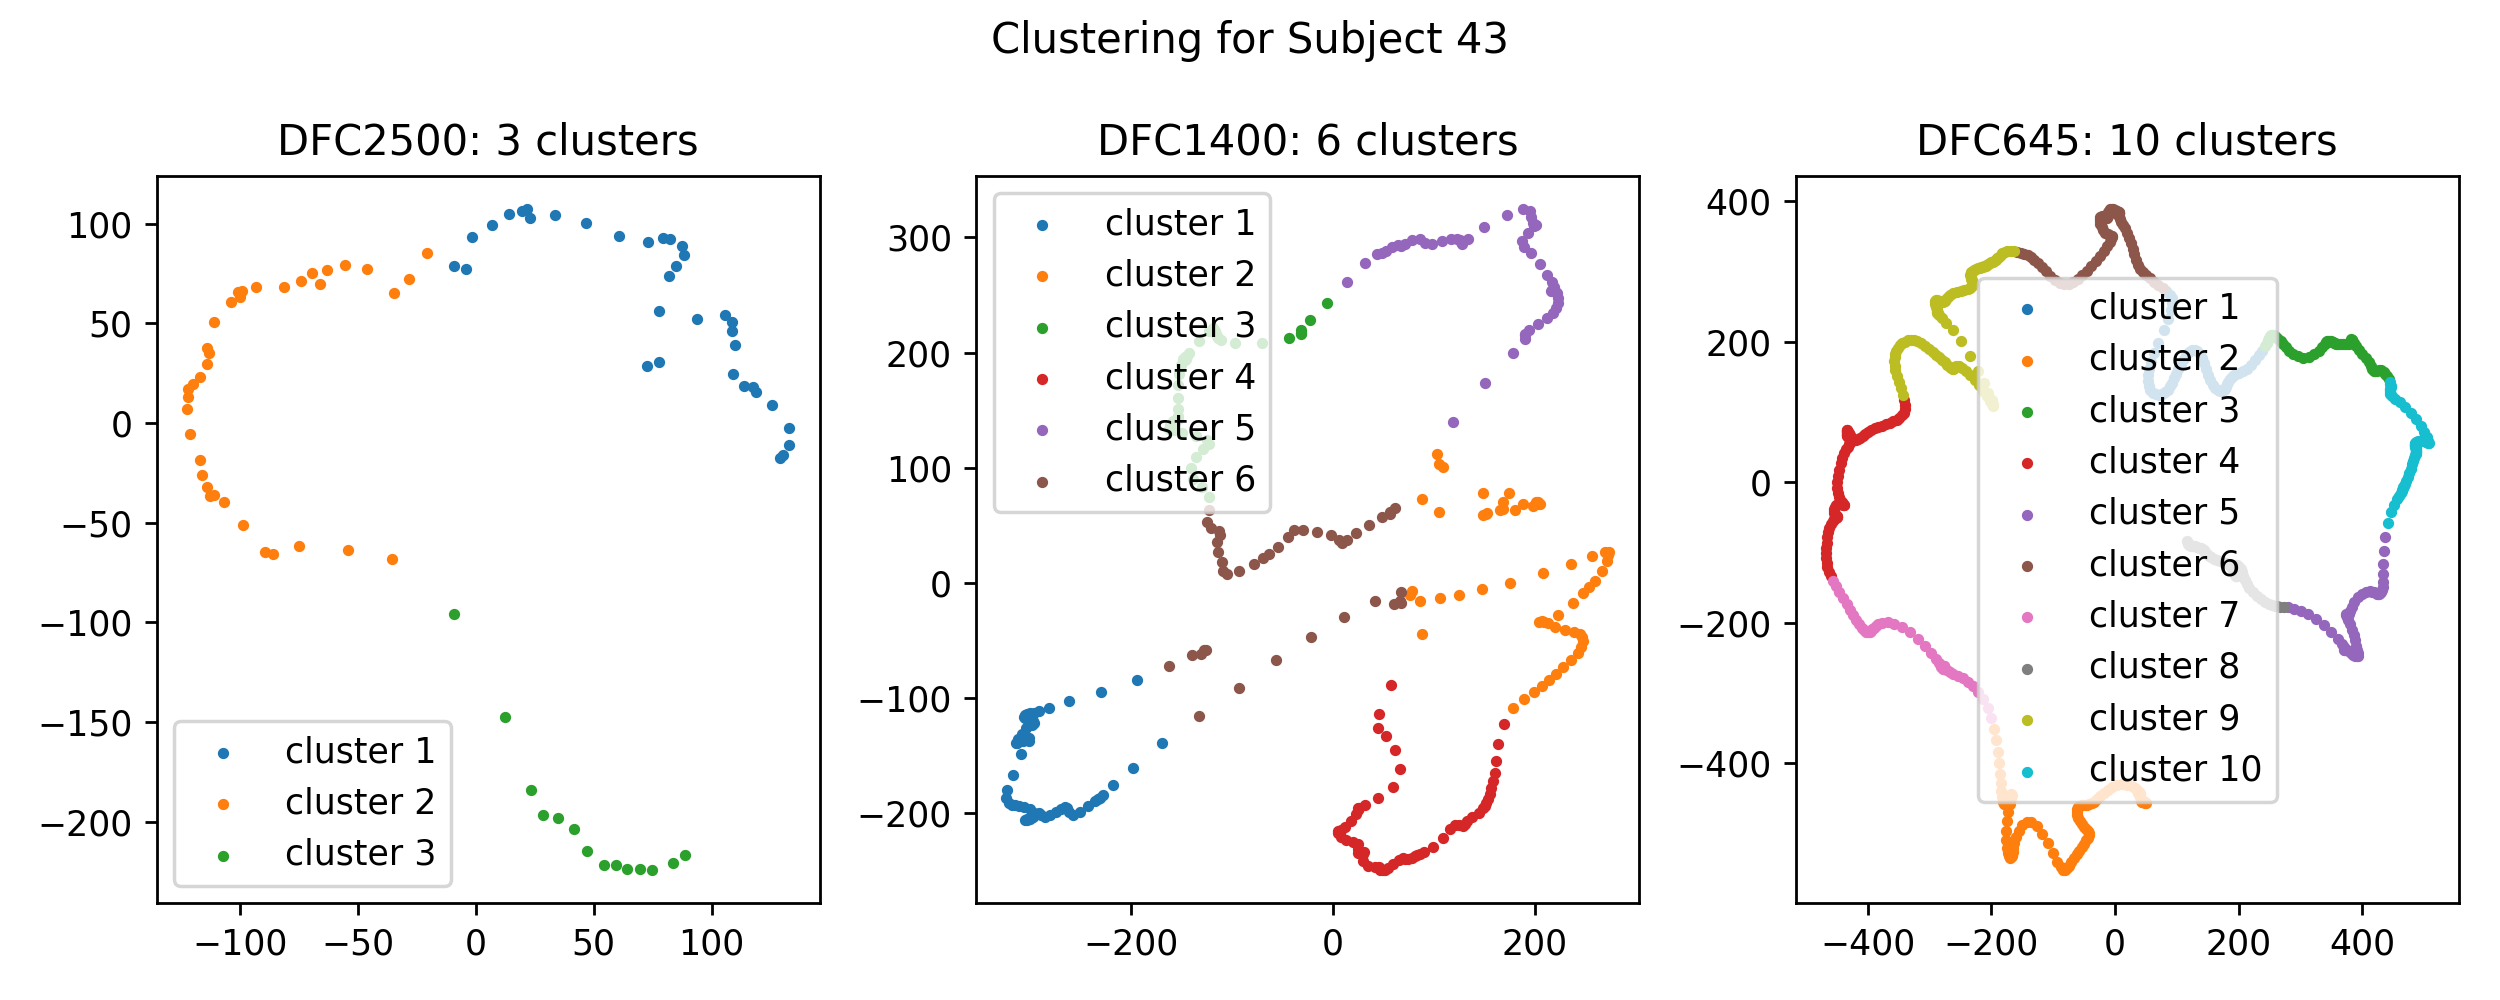 Clustering for Subject 43
DFC2500: 3 clusters
100
50
0
−50
−100
−150
−200
−100
−50
0
50
100
cluster 1
cluster 2
cluster 3
DFC1400: 6 clusters
300
200
100
0
−100
−200
−200
0
200
cluster 1
cluster 2
cluster 3
cluster 4
cluster 5
cluster 6
DFC645: 10 clusters
400
200
0
−200
−400
−400
−200
0
200
400
cluster 1
cluster 2
cluster 3
cluster 4
cluster 5
cluster 6
cluster 7
cluster 8
cluster 9
cluster 10